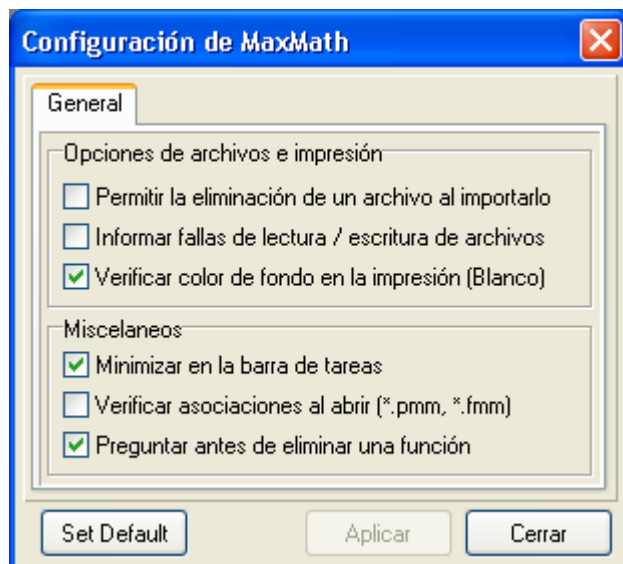 Configuración de MaxMath
General
Opciones de archivos e impresión
Permitir la eliminación de un archivo al importarlo
Informar fallas de lectura / escritura de archivos
Verificar color de fondo en la impresión (Blanco)
Miscelaneos
Minimizar en la barra de tareas
Verificar asociaciones al abrir (*.pmm, *.fmm)
Preguntar antes de eliminar una función
Set Default Aplicar Cerrar